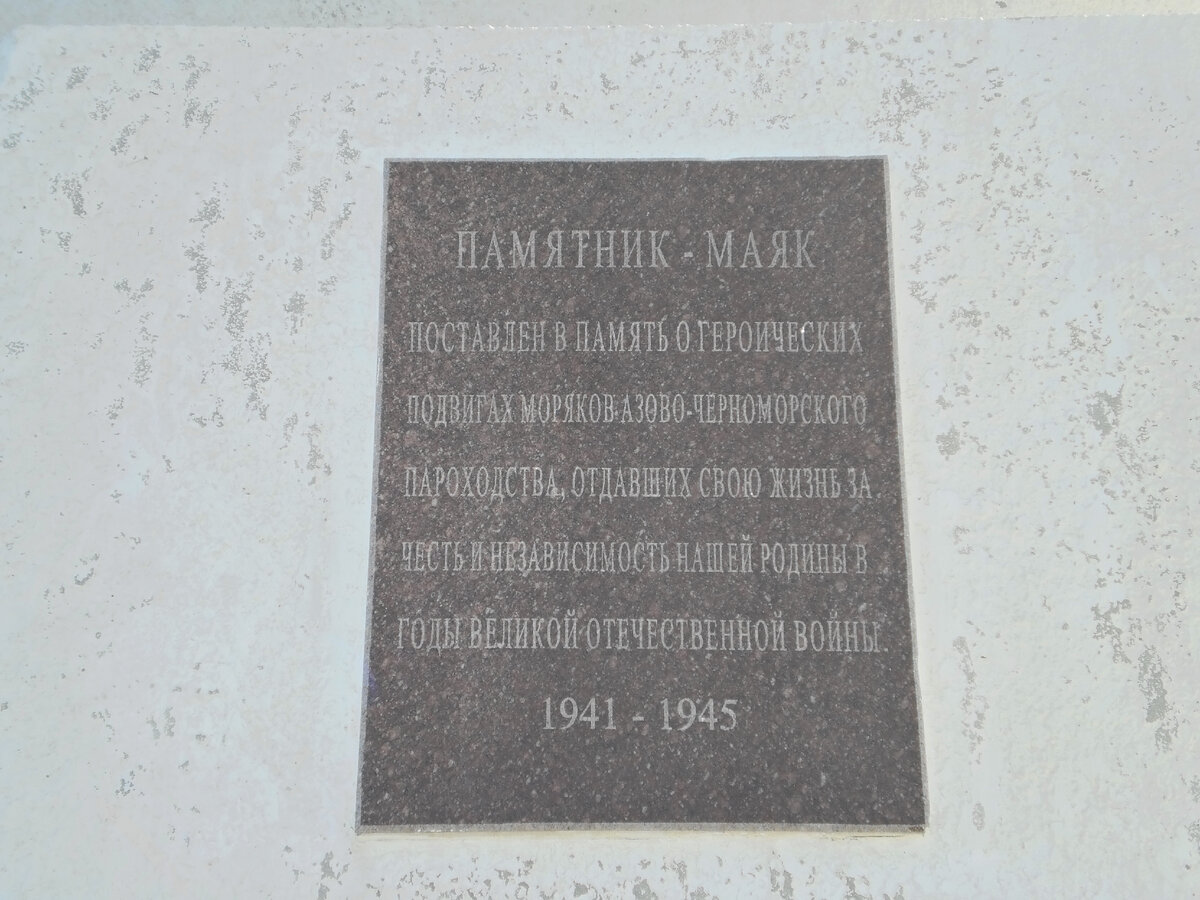 ПАМЯТНИК - МАЯК
ПОСТАВЛЕН В ПАМЯТЬ О ГЕРОИЧЕСКИХ
ПОДВИГАХ МОРЯКОВ АЗОВО-ЧЕРНОМОРСКОГО
ПАРОХОДСТВА, ОТДАВШИХ СВОЮ ЖИЗНЬ ЗА
ЧЕСТЬ И НЕЗАВИСИМОСТЬ НАШЕЙ РОДИНЫ В
ГОДЫ ВЕЛИКОЙ ОТЕЧЕСТВЕННОЙ ВОЙНЫ.
1941 - 1945